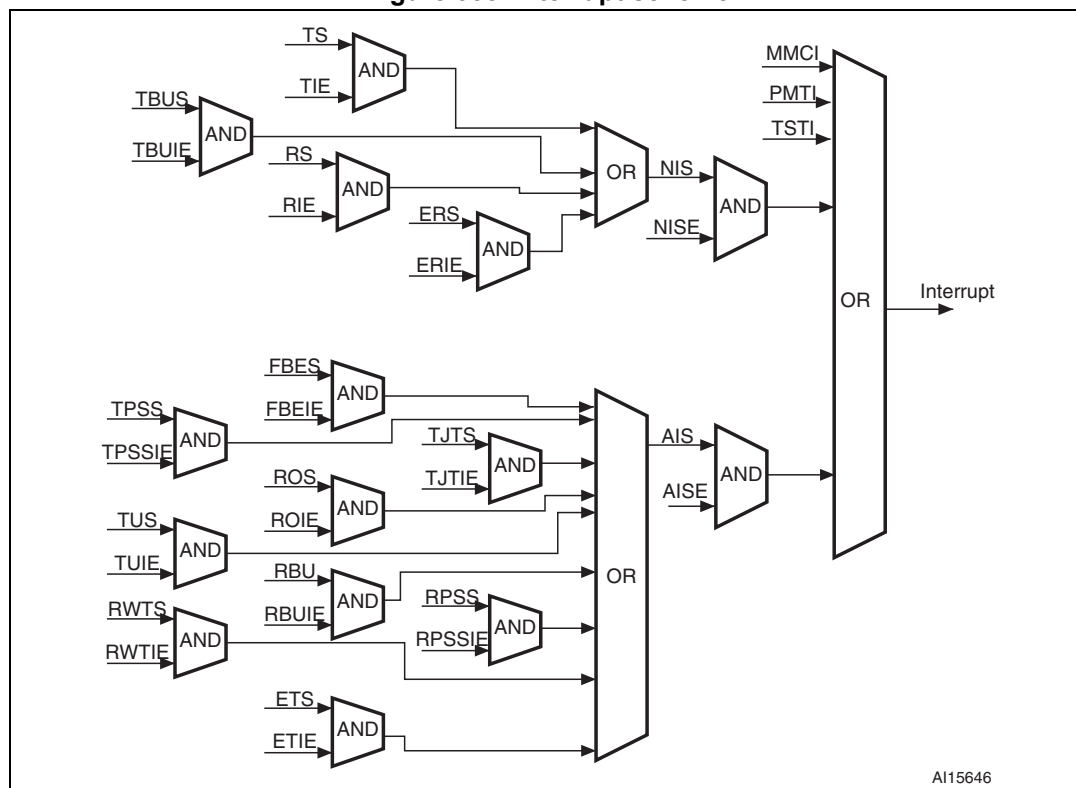 TS
AND
TIE
TBUS
AND
TBUIE
RS
AND
RIE
ERS
AND
ERIE
OR
NIS
AND
NISE
MMCI
PMTI
TSTI
OR
Interrupt
FBES
AND
FBEIE
TPSS
AND
TPSSIE
TJTS
AND
TJTIE
ROS
AND
ROIE
TUS
AND
TUIE
RBU
AND
RBUIE
RPSS
AND
RPSSIE
RWTS
AND
RWTIE
ETS
AND
ETIE
OR
AIS
AND
AISE
AI15646